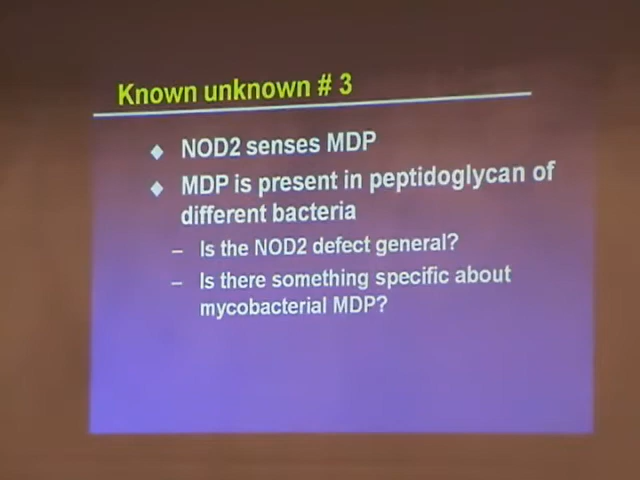 Known unknown # 3
◆ NOD2 senses MDP
◆ MDP is present in peptidoglycan of
different bacteria
– Is the NOD2 defect general?
– Is there something specific about
mycobacterial MDP?